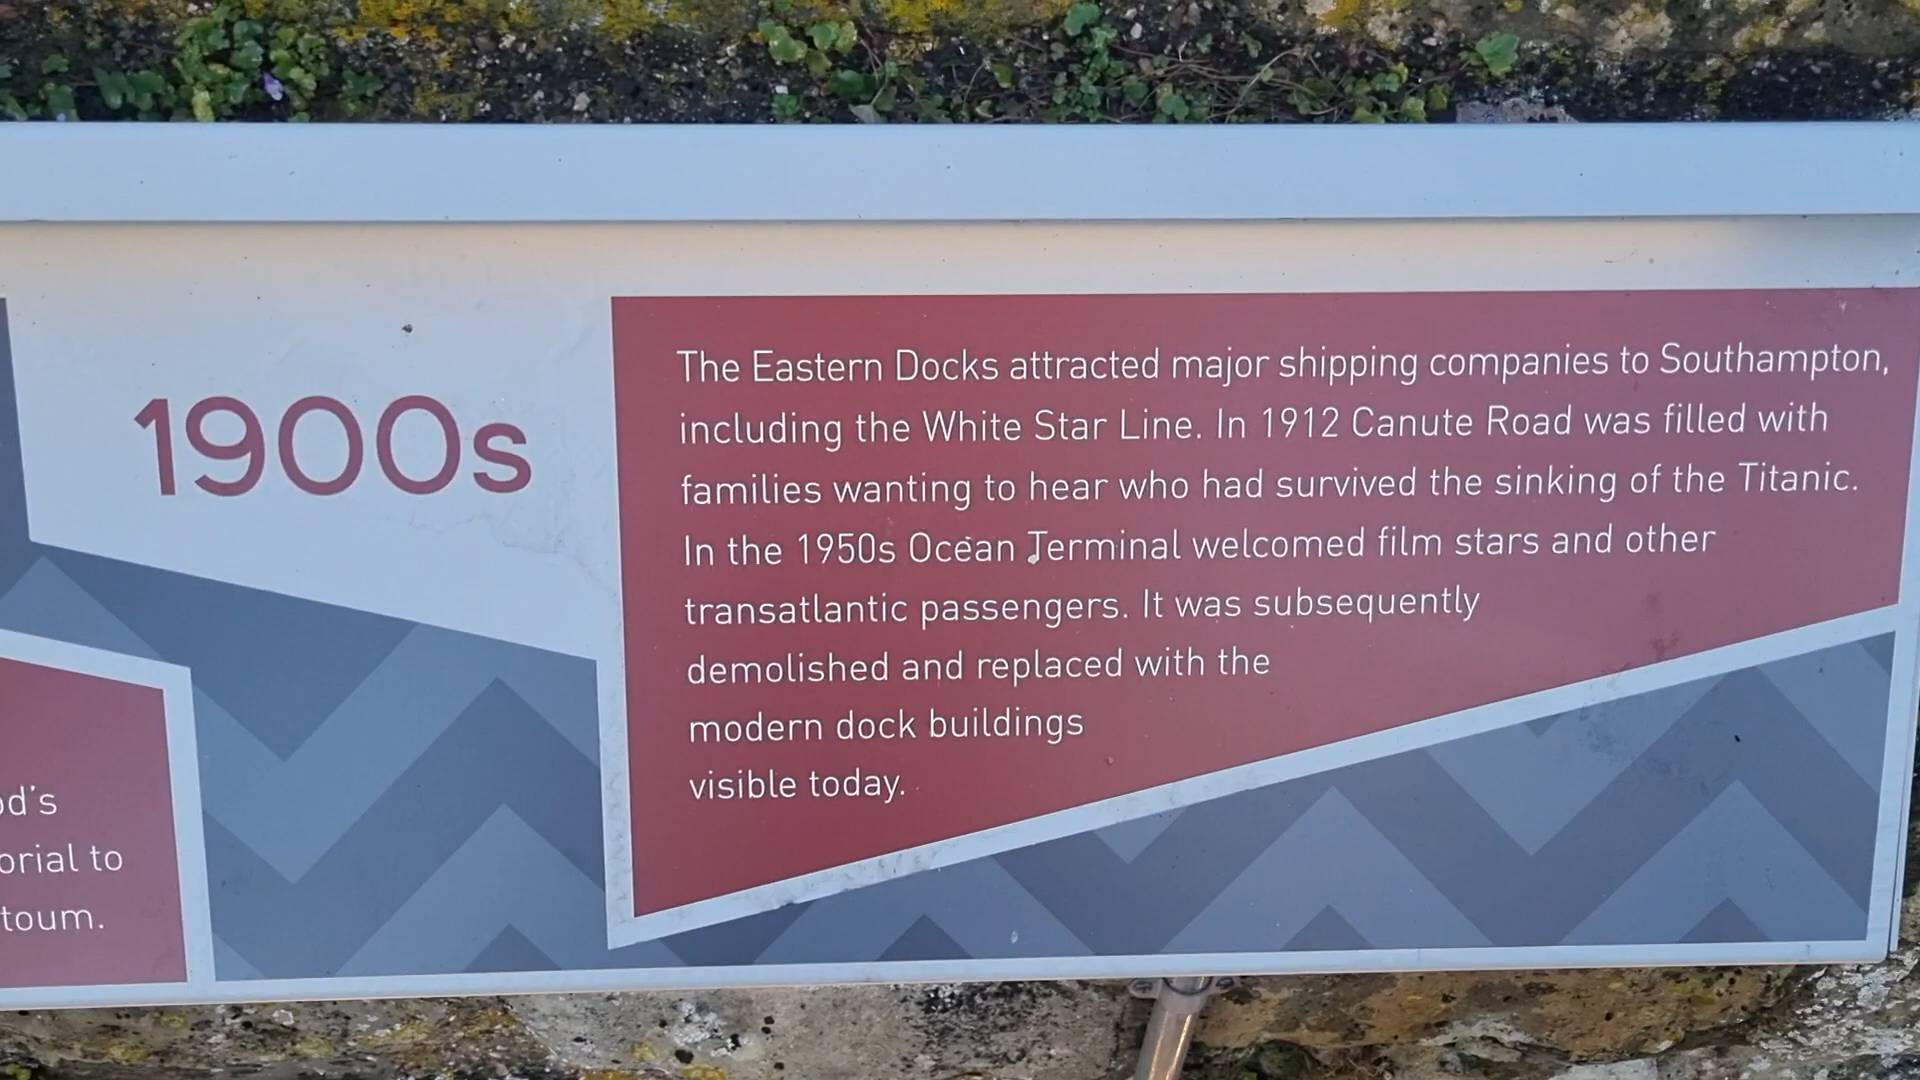 1900s
The Eastern Docks attracted major shipping companies to Southampton,
including the White Star Line. In 1912 Canute Road was filled with
families wanting to hear who had survived the sinking of the Titanic.
In the 1950s Ocean Terminal welcomed film stars and other
transatlantic passengers. It was subsequently
demolished and replaced with the
modern dock buildings
visible today.
to